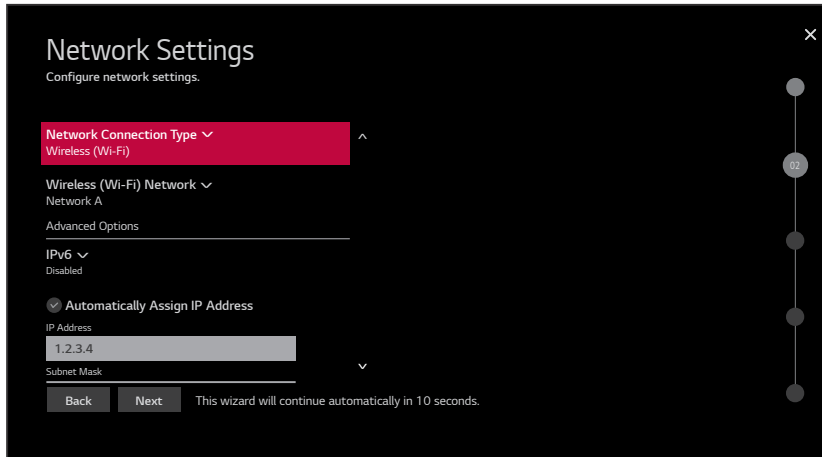 Network Settings
Configure network settings.
Network Connection Type
Wireless (Wi-Fi)
02
Wireless (Wi-Fi) Network
Network A
Advanced Options
IPv6
Disabled
Automatically Assign IP Address
IP Address
1.2.3.4
Subnet Mask
Back Next This wizard will continue automatically in 10 seconds.